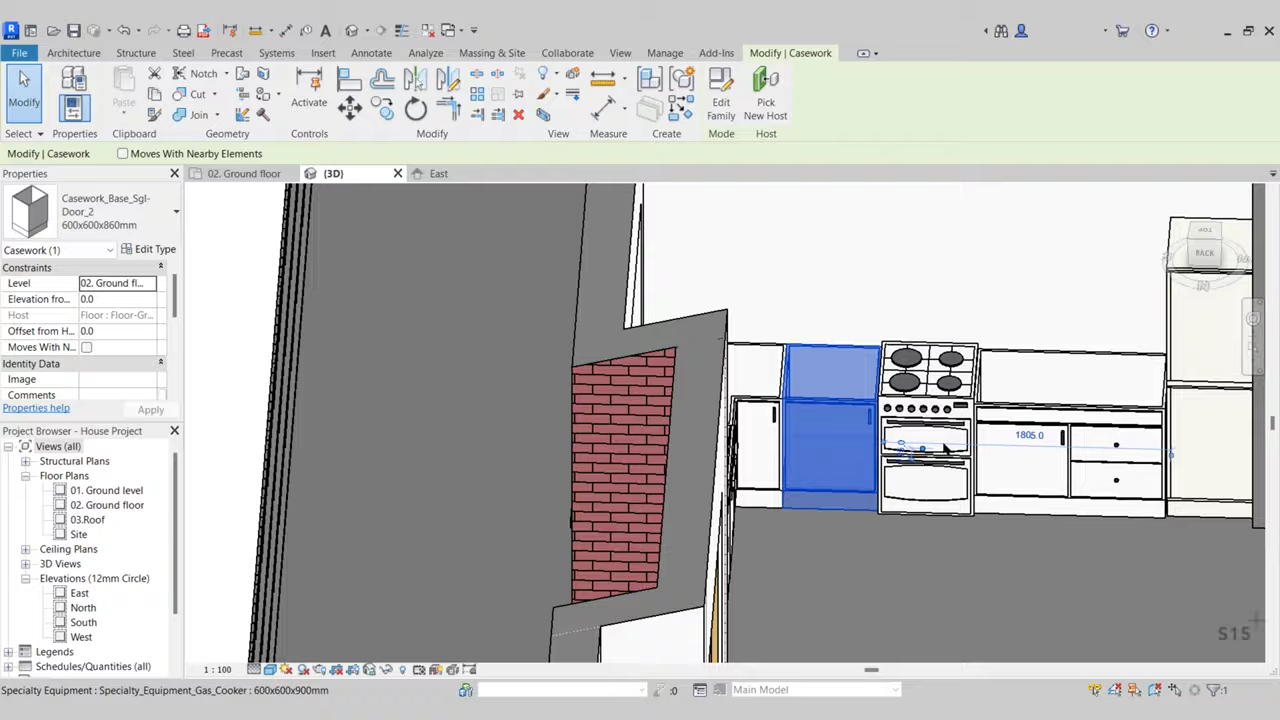 File Architecture Structure Steel Precast Systems Insert Annotate Analyze Massing & Site Collaborate View Manage Add-Ins Modify | Casework
Modify
Paste
Notch
Cut
Join
Activate
Edit Family
Pick New Host
Select Properties Clipboard Geometry Controls Modify View Measure Create Mode Host
Modify | Casework Moves With Nearby Elements
Properties
02. Ground floor {3D} East
Casework_Base_Sgl-
Door_2
600x600x860mm
Casework (1) Edit Type
Constraints
Level 02. Ground fl...
Elevation fro... 0.0
Host Floor : Floor-Gr...
Offset from H... 0.0
Moves With N...
Identity Data
Image
Comments
Properties help Apply
Project Browser - House Project
Views (all)
Structural Plans
Floor Plans
01. Ground level
02. Ground floor
03.Roof
Site
Ceiling Plans
3D Views
Elevations (12mm Circle)
East
North
South
West
Legends
Schedules/Quantities (all)
TOP
BACK
1805.0
S15
1 : 100
Specialty Equipment : Specialty_Equipment_Gas_Cooker : 600x600x900mm
:0
Main Model
:1